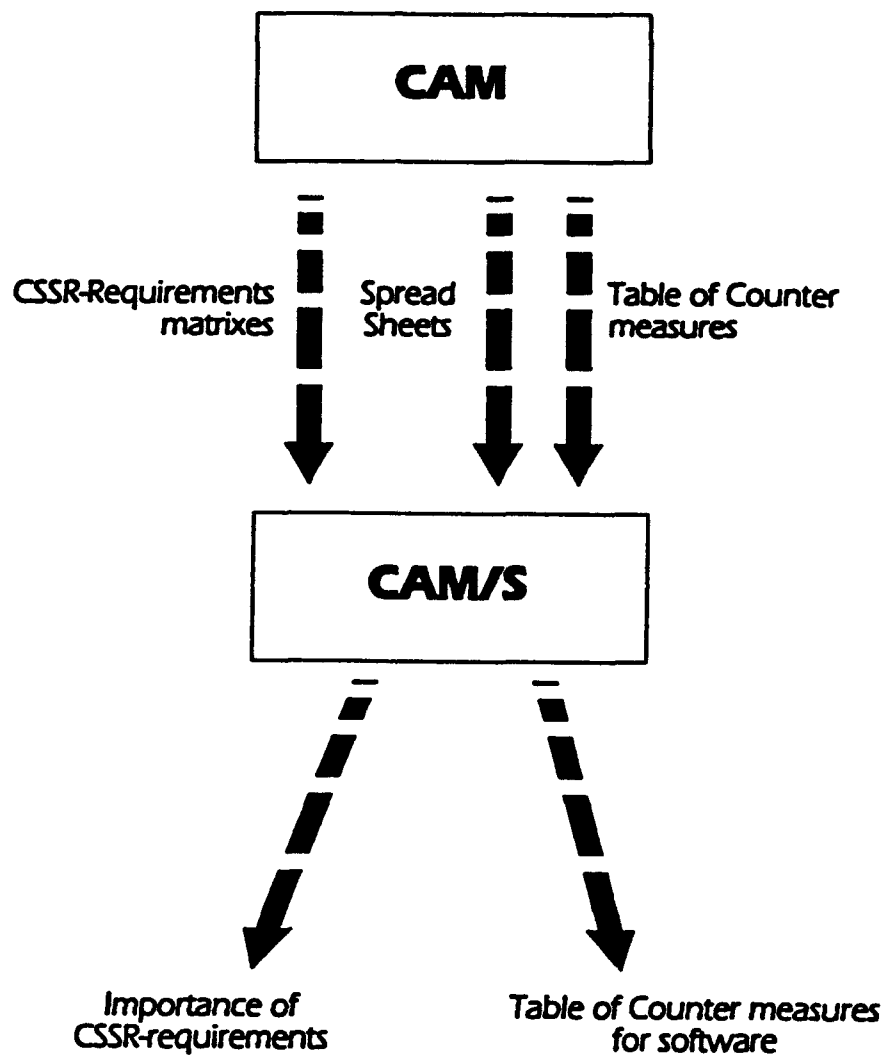 CAM
CSSR-Requirements
matrixes
Spread
Sheets
Table of Counter
measures
CAM/S
Importance of
CSSR-requirements
Table of Counter measures
for software